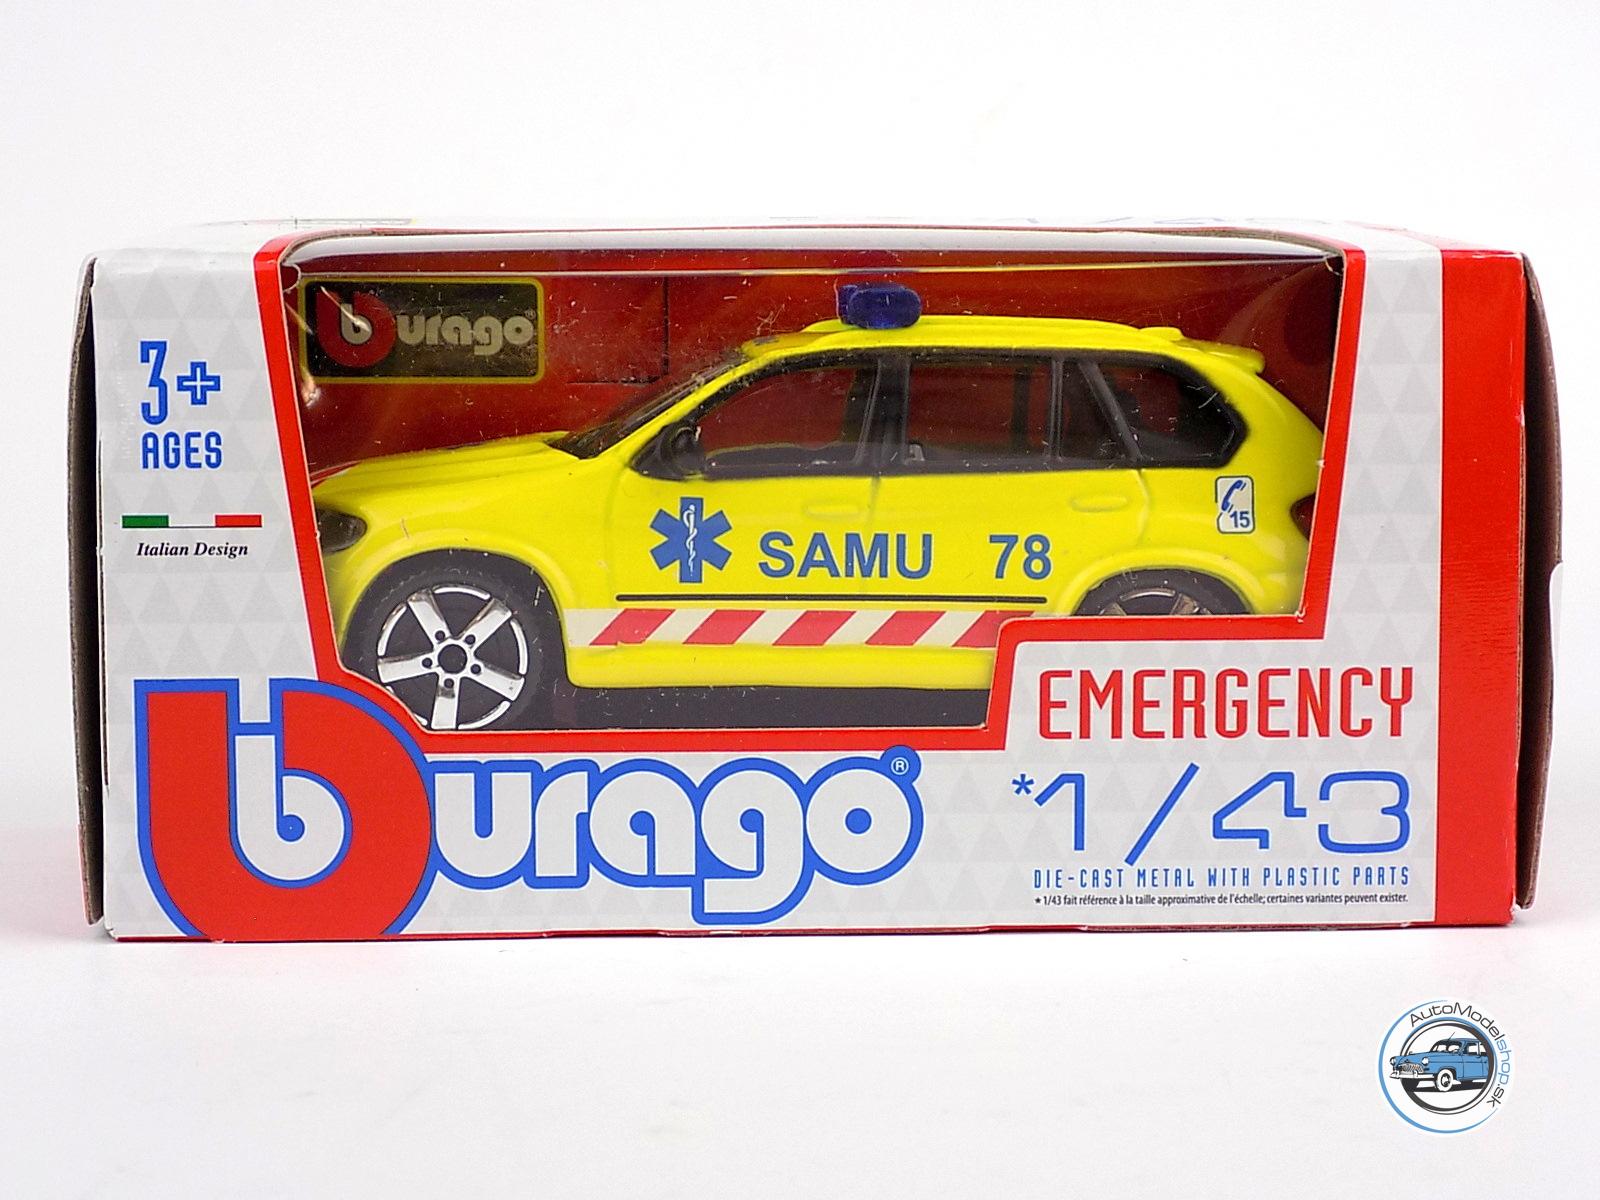 burago®
3+
AGES
Italian Design
SAMU 78
15
EMERGENCY
burago®
*1/43
DIE-CAST METAL WITH PLASTIC PARTS
* 1/43 fait référence à la taille approximative de l'échelle; certaines variantes peuvent exister.
AutoModelshop.sk